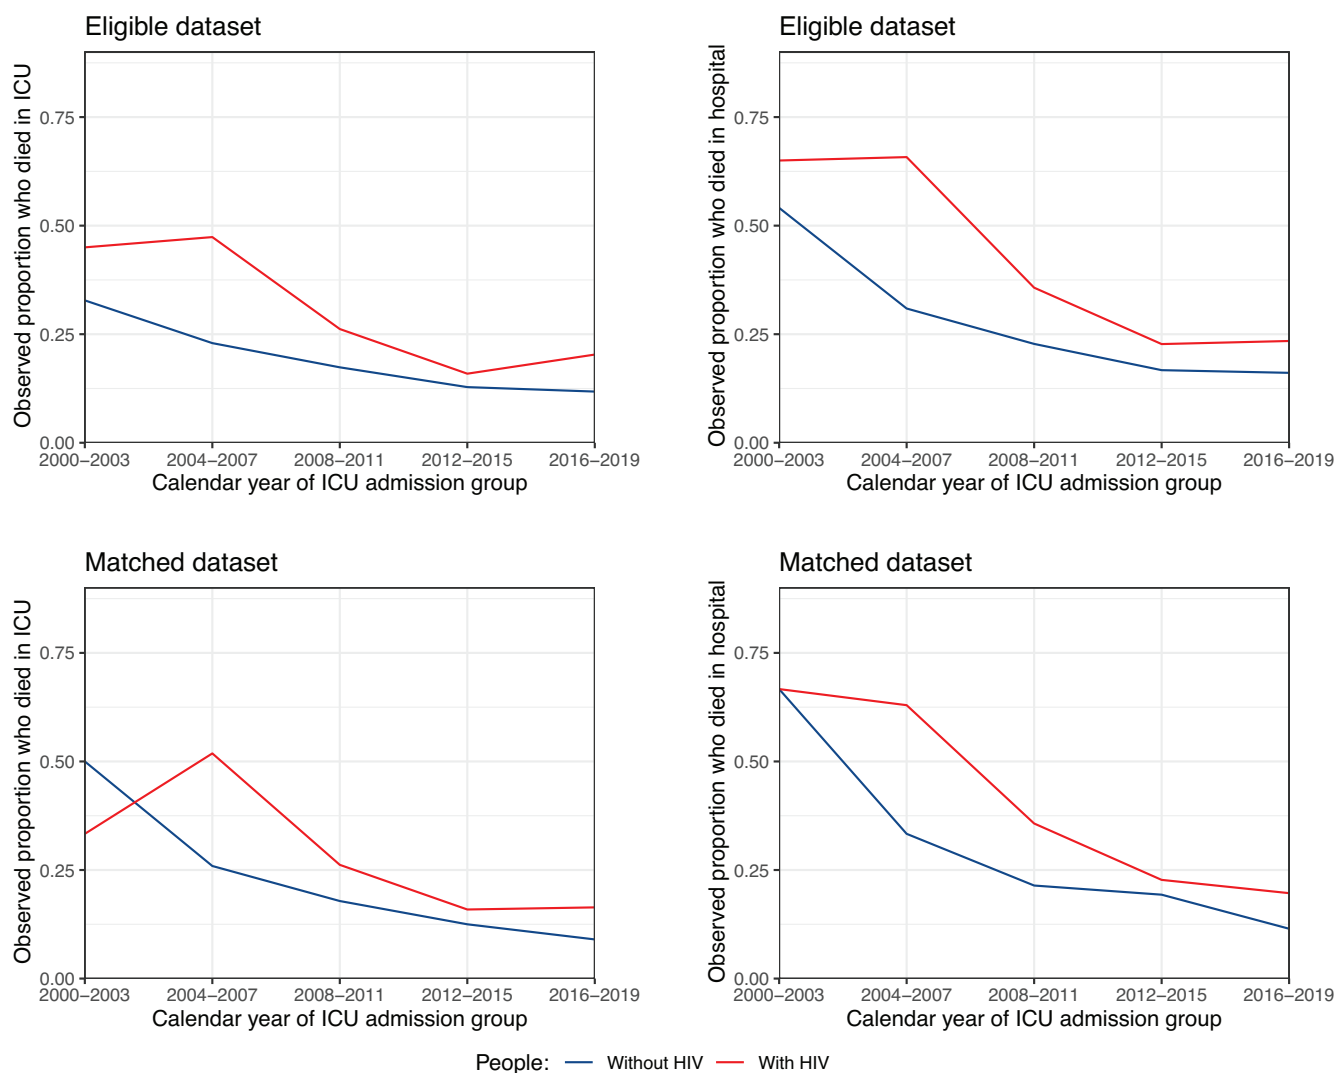 Eligible dataset
Observed proportion who died in ICU
0.75
0.50
0.25
0.00
2000–2003 2004–2007 2008–2011 2012–2015 2016–2019
Calendar year of ICU admission group
Eligible dataset
Observed proportion who died in hospital
0.75
0.50
0.25
0.00
2000–2003 2004–2007 2008–2011 2012–2015 2016–2019
Calendar year of ICU admission group
Matched dataset
Observed proportion who died in ICU
0.75
0.50
0.25
0.00
2000–2003 2004–2007 2008–2011 2012–2015 2016–2019
Calendar year of ICU admission group
Matched dataset
Observed proportion who died in hospital
0.75
0.50
0.25
0.00
2000–2003 2004–2007 2008–2011 2012–2015 2016–2019
Calendar year of ICU admission group
People: Without HIV With HIV